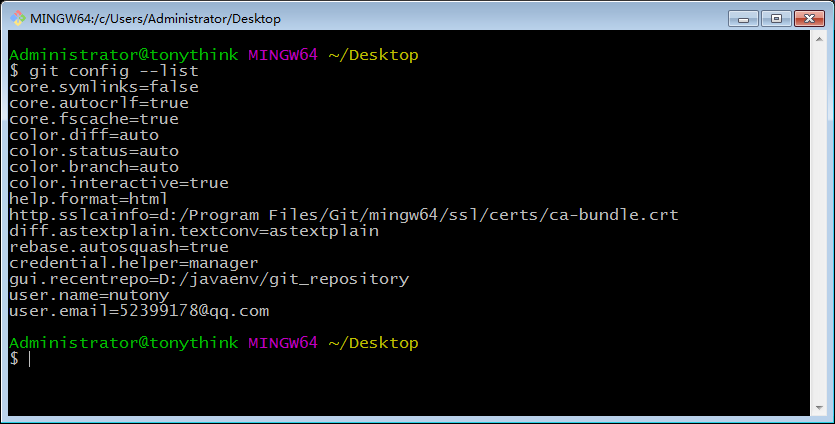 MINGW64:/c/Users/Administrator/Desktop
Administrator@tonythink MINGW64 ~/Desktop
$ git config --list
core.symlinks=false
core.autocrlf=true
core.fscache=true
color.diff=auto
color.status=auto
color.branch=auto
color.interactive=true
help.format=html
http.sslcainfo=d:/Program Files/Git/mingw64/ssl/certs/ca-bundle.crt
diff.astextplain.textconv=astextplain
rebase.autosquash=true
credential.helper=manager
gui.recentrepo=D:/javaenv/git_repository
user.name=nutony
user.email=52399178@qq.com
Administrator@tonythink MINGW64 ~/Desktop
$